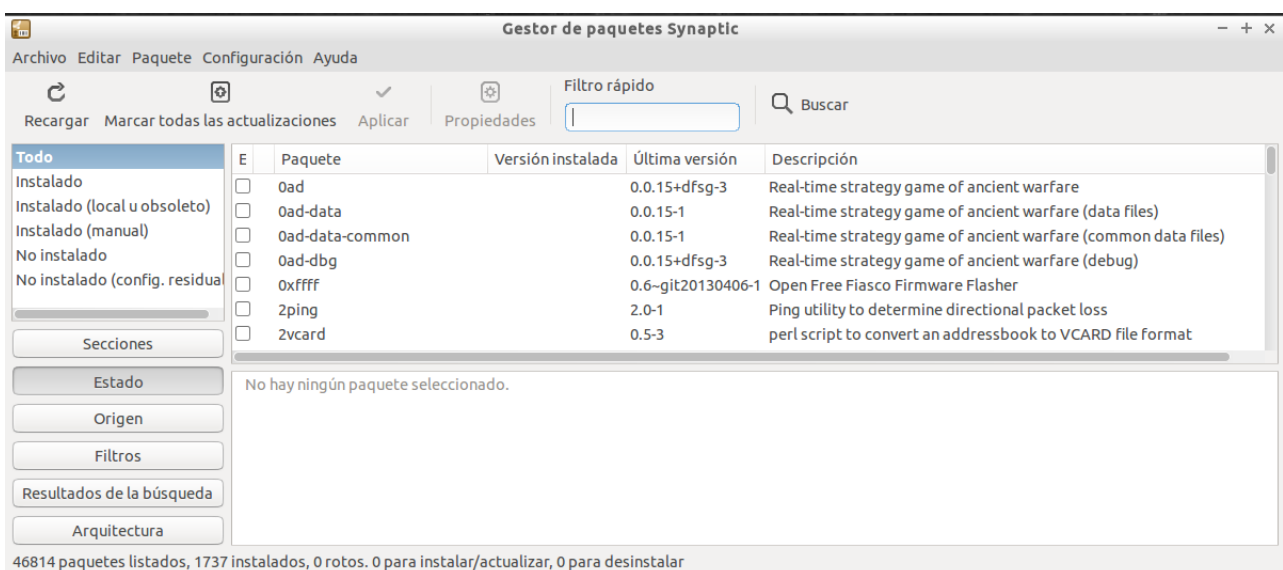 Gestor de paquetes Synaptic
Archivo Editar Paquete Configuración Ayuda
Recargar Marcar todas las actualizaciones Aplicar Propiedades Filtro rápido Buscar
Todo
Instalado
Instalado (local u obsoleto)
Instalado (manual)
No instalado
No instalado (config. residual
Secciones
Estado
Origen
Filtros
Resultados de la búsqueda
Arquitectura
E Paquete Versión instalada Última versión Descripción
0ad 0.0.15+dfsg-3 Real-time strategy game of ancient warfare
0ad-data 0.0.15-1 Real-time strategy game of ancient warfare (data files)
0ad-data-common 0.0.15-1 Real-time strategy game of ancient warfare (common data files)
0ad-dbg 0.0.15+dfsg-3 Real-time strategy game of ancient warfare (debug)
0xffff 0.6~git20130406-1 Open Free Fiasco Firmware Flasher
2ping 2.0-1 Ping utility to determine directional packet loss
2vcard 0.5-3 perl script to convert an addressbook to VCARD file format
No hay ningún paquete seleccionado.
46814 paquetes listados, 1737 instalados, 0 rotos. 0 para instalar/actualizar, 0 para desinstalar